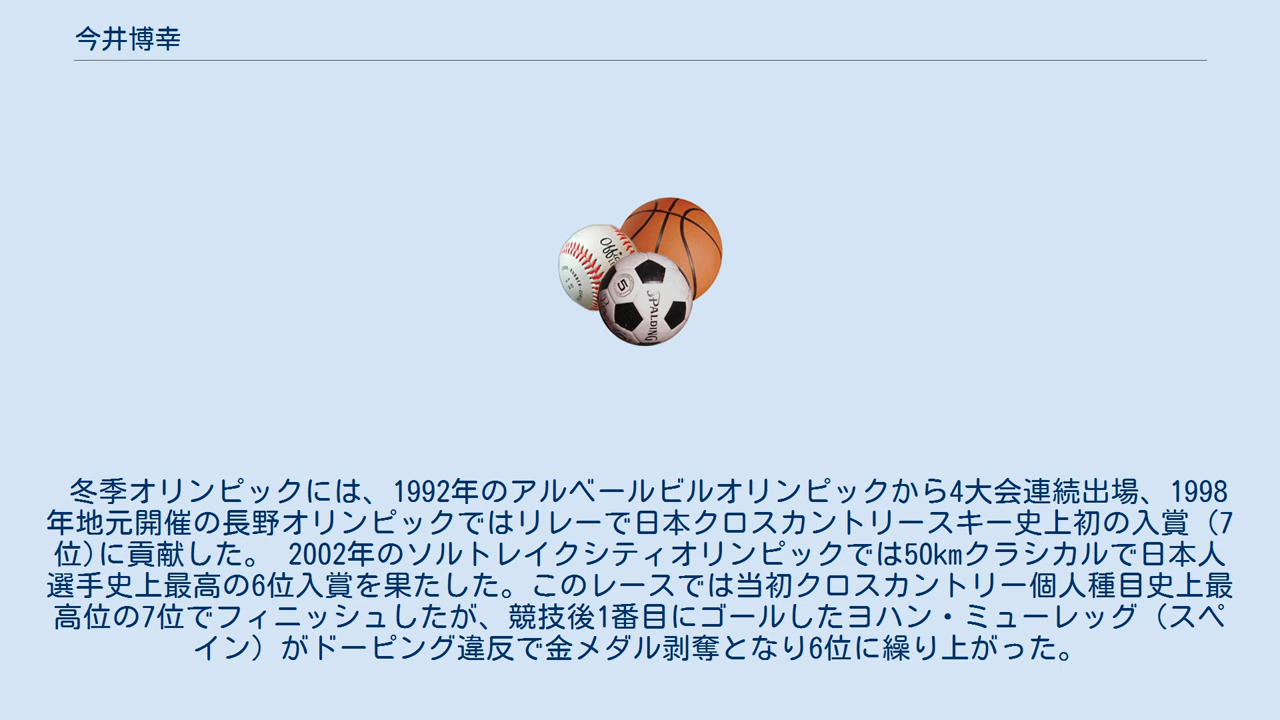 今井博幸
Offic
5
SPALDING
冬季オリンピックには、1992年のアルベールビルオリンピックから4大会連続出場、1998
年地元開催の長野オリンピックではリレーで日本クロスカントリースキー史上初の入賞（7
位)に貢献した。 2002年のソルトレイクシティオリンピックでは50kmクラシカルで日本人
選手史上最高の6位入賞を果たした。このレースでは当初クロスカントリー個人種目史上最
高位の7位でフィニッシュしたが、競技後1番目にゴールしたヨハン・ミューレッグ（スペ
イン）がドーピング違反で金メダル剥奪となり6位に繰り上がった。